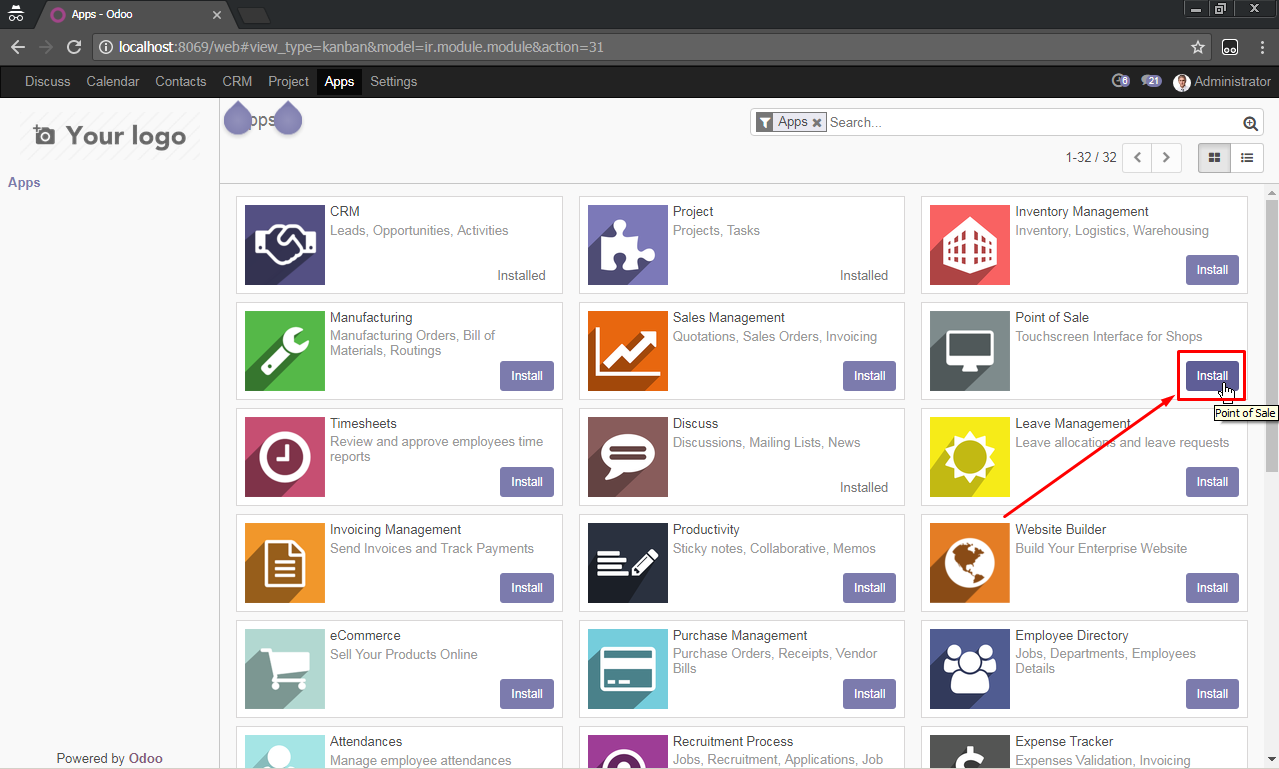 Apps - Odoo
localhost:8069/web#view_type=kanban&model=ir.module.module&action=31
Discuss Calendar Contacts CRM Project Apps Settings 6 21 Administrator
Your logo
Apps
Apps Search...
1-32 / 32
Apps
CRM
Leads, Opportunities, Activities
Installed
Project
Projects, Tasks
Installed
Inventory Management
Inventory, Logistics, Warehousing
Install
Manufacturing
Manufacturing Orders, Bill of
Materials, Routings
Install
Sales Management
Quotations, Sales Orders, Invoicing
Install
Point of Sale
Touchscreen Interface for Shops
Install
Point of Sale
Timesheets
Review and approve employees time
reports
Install
Discuss
Discussions, Mailing Lists, News
Installed
Leave Management
Leave allocations and leave requests
Install
Invoicing Management
Send Invoices and Track Payments
Install
Productivity
Sticky notes, Collaborative, Memos
Install
Website Builder
Build Your Enterprise Website
Install
eCommerce
Sell Your Products Online
Install
Purchase Management
Purchase Orders, Receipts, Vendor
Bills
Install
Employee Directory
Jobs, Departments, Employees
Details
Install
Attendances
Manage employee attendances
Recruitment Process
Jobs, Recruitment, Applications, Job
Expense Tracker
Expenses Validation, Invoicing
Powered by Odoo